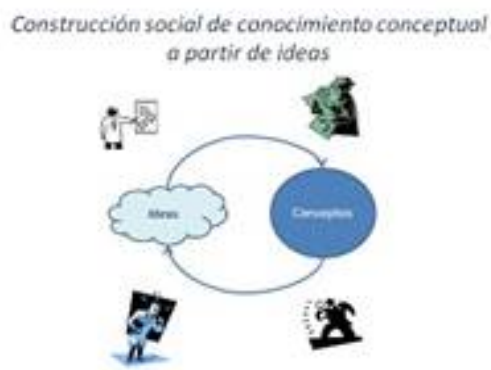 Construcción social de conocimiento conceptual
a partir de ideas
Ideas
Conceptos